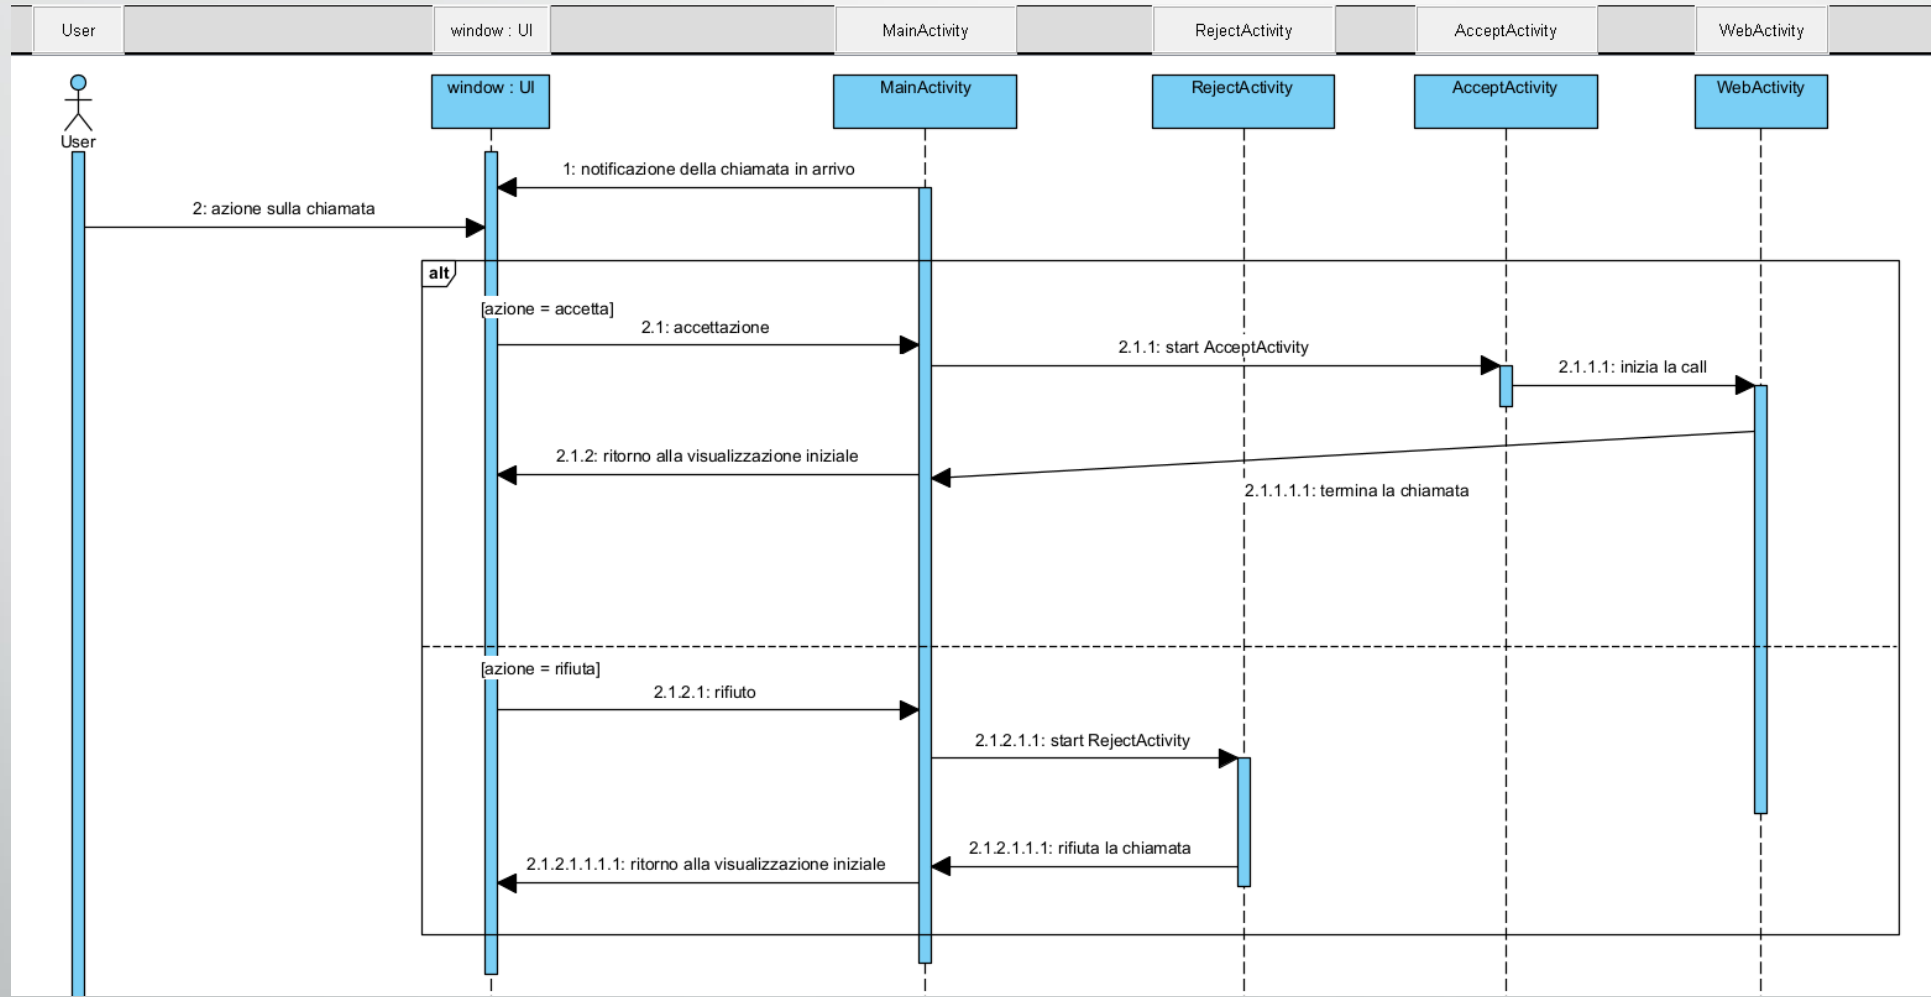 User
window : UI
MainActivity
RejectActivity
AcceptActivity
WebActivity
window : UI
MainActivity
RejectActivity
AcceptActivity
WebActivity
User
1: notificazione della chiamata in arrivo
2: azione sulla chiamata
alt
[azione = accetta]
2.1: accettazione
2.1.1: start AcceptActivity
2.1.1.1: inizia la call
2.1.2: ritorno alla visualizzazione iniziale
2.1.1.1.1: termina la chiamata
[azione = rifiuta]
2.1.2.1: rifiuto
2.1.2.1.1: start RejectActivity
2.1.2.1.1.1: rifiuta la chiamata
2.1.2.1.1.1.1: ritorno alla visualizzazione iniziale